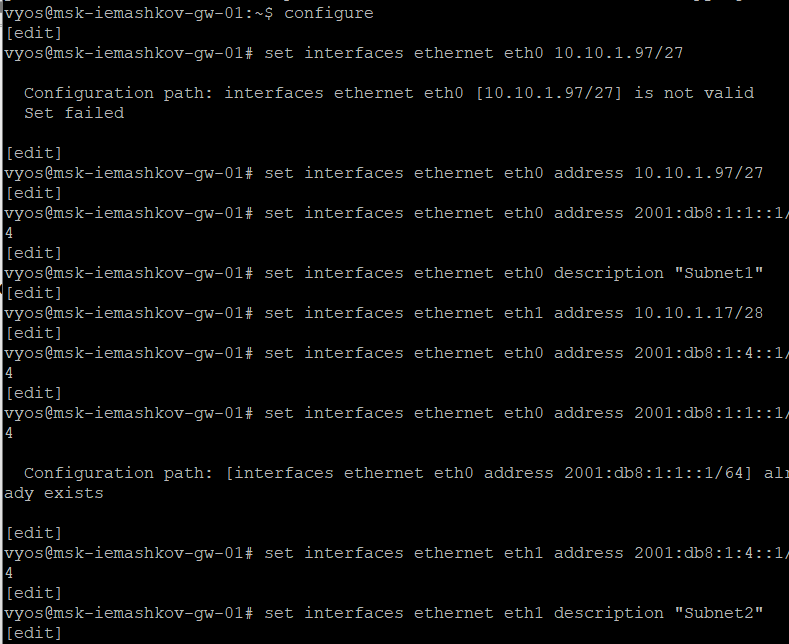 vyos@msk-iemashkov-gw-01:~$ configure
[edit]
vyos@msk-iemashkov-gw-01# set interfaces ethernet eth0 10.10.1.97/27
Configuration path: interfaces ethernet eth0 [10.10.1.97/27] is not valid
Set failed
[edit]
vyos@msk-iemashkov-gw-01# set interfaces ethernet eth0 address 10.10.1.97/27
[edit]
vyos@msk-iemashkov-gw-01# set interfaces ethernet eth0 address 2001:db8:1:1::1/
4
[edit]
vyos@msk-iemashkov-gw-01# set interfaces ethernet eth0 description "Subnet1"
[edit]
vyos@msk-iemashkov-gw-01# set interfaces ethernet eth1 address 10.10.1.17/28
[edit]
vyos@msk-iemashkov-gw-01# set interfaces ethernet eth0 address 2001:db8:1:4::1/
4
[edit]
vyos@msk-iemashkov-gw-01# set interfaces ethernet eth0 address 2001:db8:1:1::1/
4
Configuration path: [interfaces ethernet eth0 address 2001:db8:1:1::1/64] alr
ady exists
[edit]
vyos@msk-iemashkov-gw-01# set interfaces ethernet eth1 address 2001:db8:1:4::1/
4
[edit]
vyos@msk-iemashkov-gw-01# set interfaces ethernet eth1 description "Subnet2"
[edit]